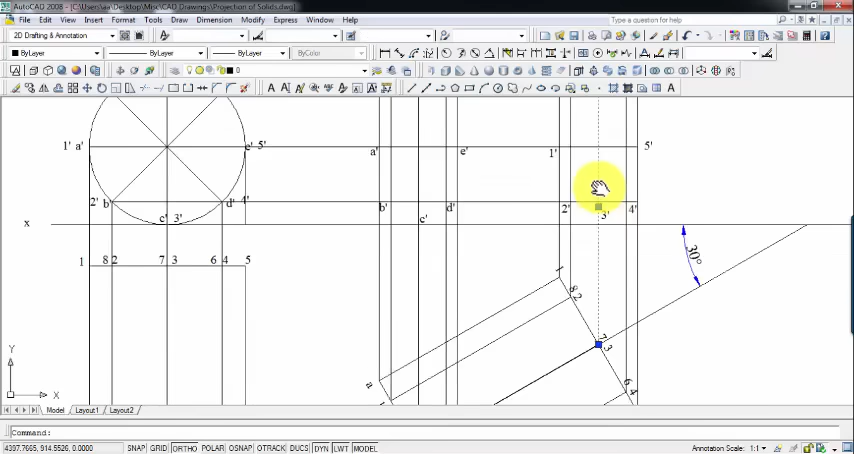 AutoCAD 2008 - [C:\Users\aa\Desktop\Misc\CAD Drawings\Projection of Solids.dwg]
File Edit View Insert Format Tools Draw Dimension Modify Express Window Help
Type a question for help
2D Drafting & Annotation
ByLayer ByLayer ByLayer ByColor
0
1' a' e' 5' a' e' 1' 5'
2' b' d' 4' b' d' 2' 3' 4'
c' 3' c'
x
30°
1 8 2 7 3 6 4 5
1
8 2
7 3
6 4
a
Y
X
Model Layout1 Layout2
Command:
4397.7665, 914.5526, 0.0000 SNAP GRID ORTHO POLAR OSNAP OTRACK DUCS DYN LWT MODEL Annotation Scale: 1:1